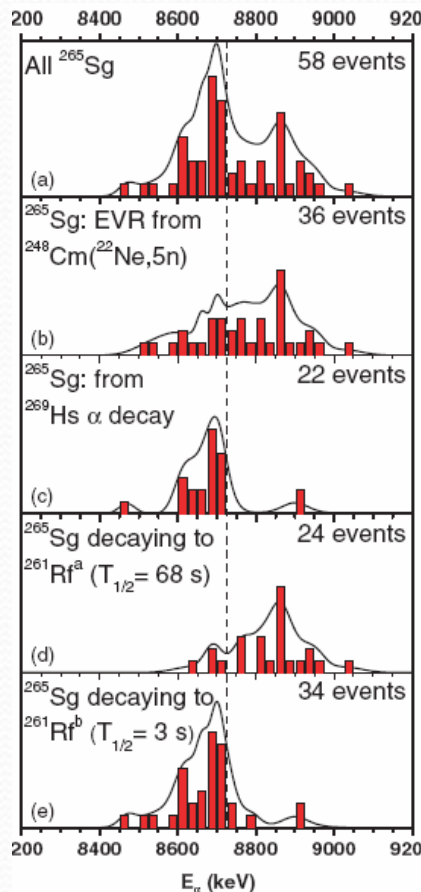 200 8400 8600 8800 9000 920
All ²⁶⁵Sg 58 events
(a)
²⁶⁵Sg: EVR from 36 events
²⁴⁸Cm(²²Ne,5n)
(b)
²⁶⁵Sg: from 22 events
²⁶⁹Hs α decay
(c)
²⁶⁵Sg decaying to 24 events
²⁶¹Rfᵃ (T₁/₂= 68 s)
(d)
²⁶⁵Sg decaying to 34 events
²⁶¹Rfᵇ (T₁/₂= 3 s)
(e)
200 8400 8600 8800 9000 920
Eα (keV)